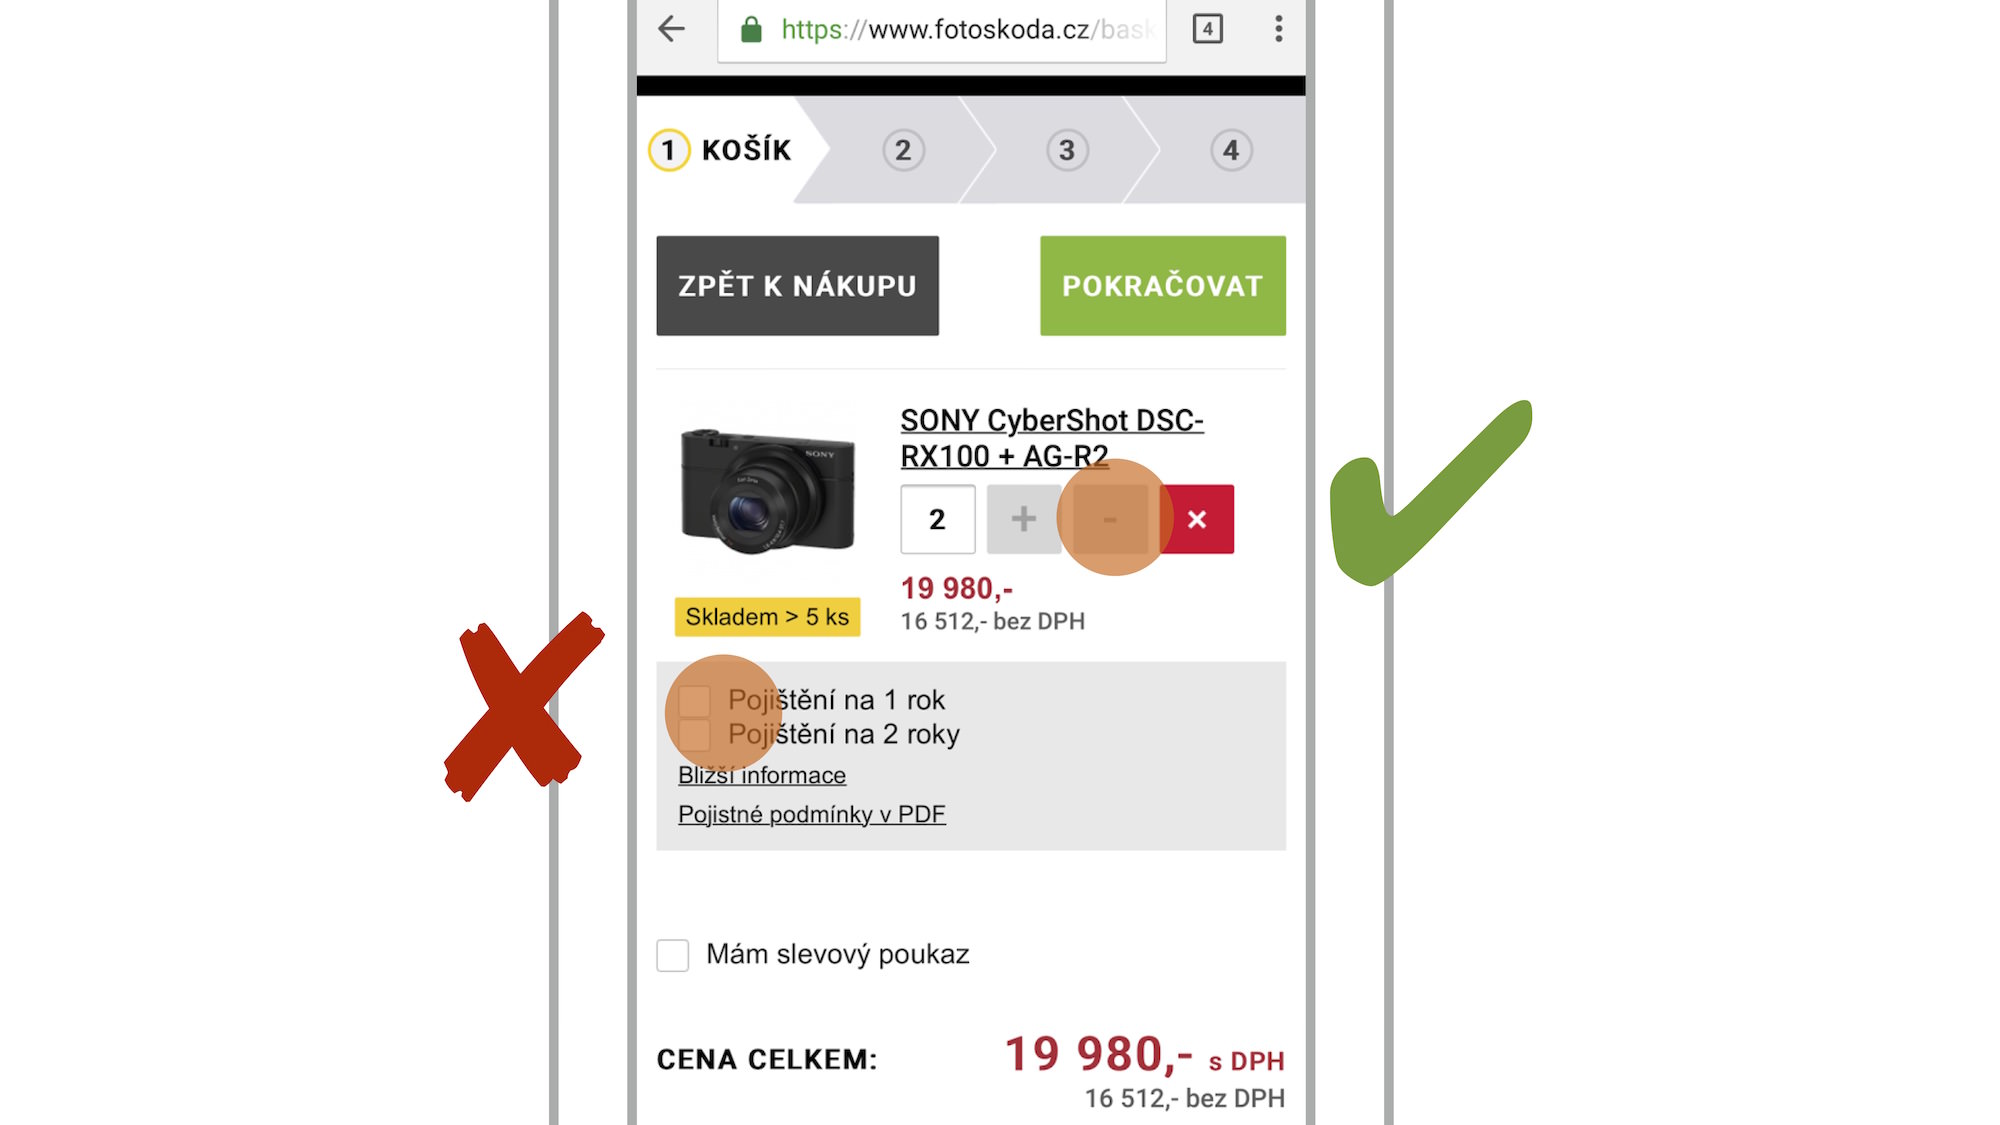 https://www.fotoskoda.cz/bask
4
1 KOŠÍK 2 3 4
ZPĚT K NÁKUPU POKRAČOVAT
SONY CyberShot DSC-
RX100 + AG-R2
SONY
2 + - ×
19 980,-
Skladem > 5 ks
16 512,- bez DPH
Pojištění na 1 rok
Pojištění na 2 roky
Bližší informace
Pojistné podmínky v PDF
Mám slevový poukaz
CENA CELKEM: 19 980,- s DPH
16 512,- bez DPH